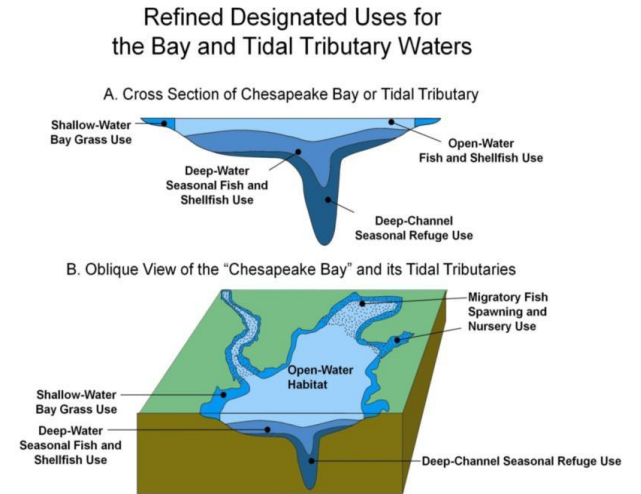 Refined Designated Uses for
the Bay and Tidal Tributary Waters
A. Cross Section of Chesapeake Bay or Tidal Tributary
Shallow-Water
Bay Grass Use
Open-Water
Fish and Shellfish Use
Deep-Water
Seasonal Fish and
Shellfish Use
Deep-Channel
Seasonal Refuge Use
B. Oblique View of the “Chesapeake Bay” and its Tidal Tributaries
Migratory Fish
Spawning and
Nursery Use
Open-Water
Habitat
Shallow-Water
Bay Grass Use
Deep-Water
Seasonal Fish and
Shellfish Use
Deep-Channel Seasonal Refuge Use